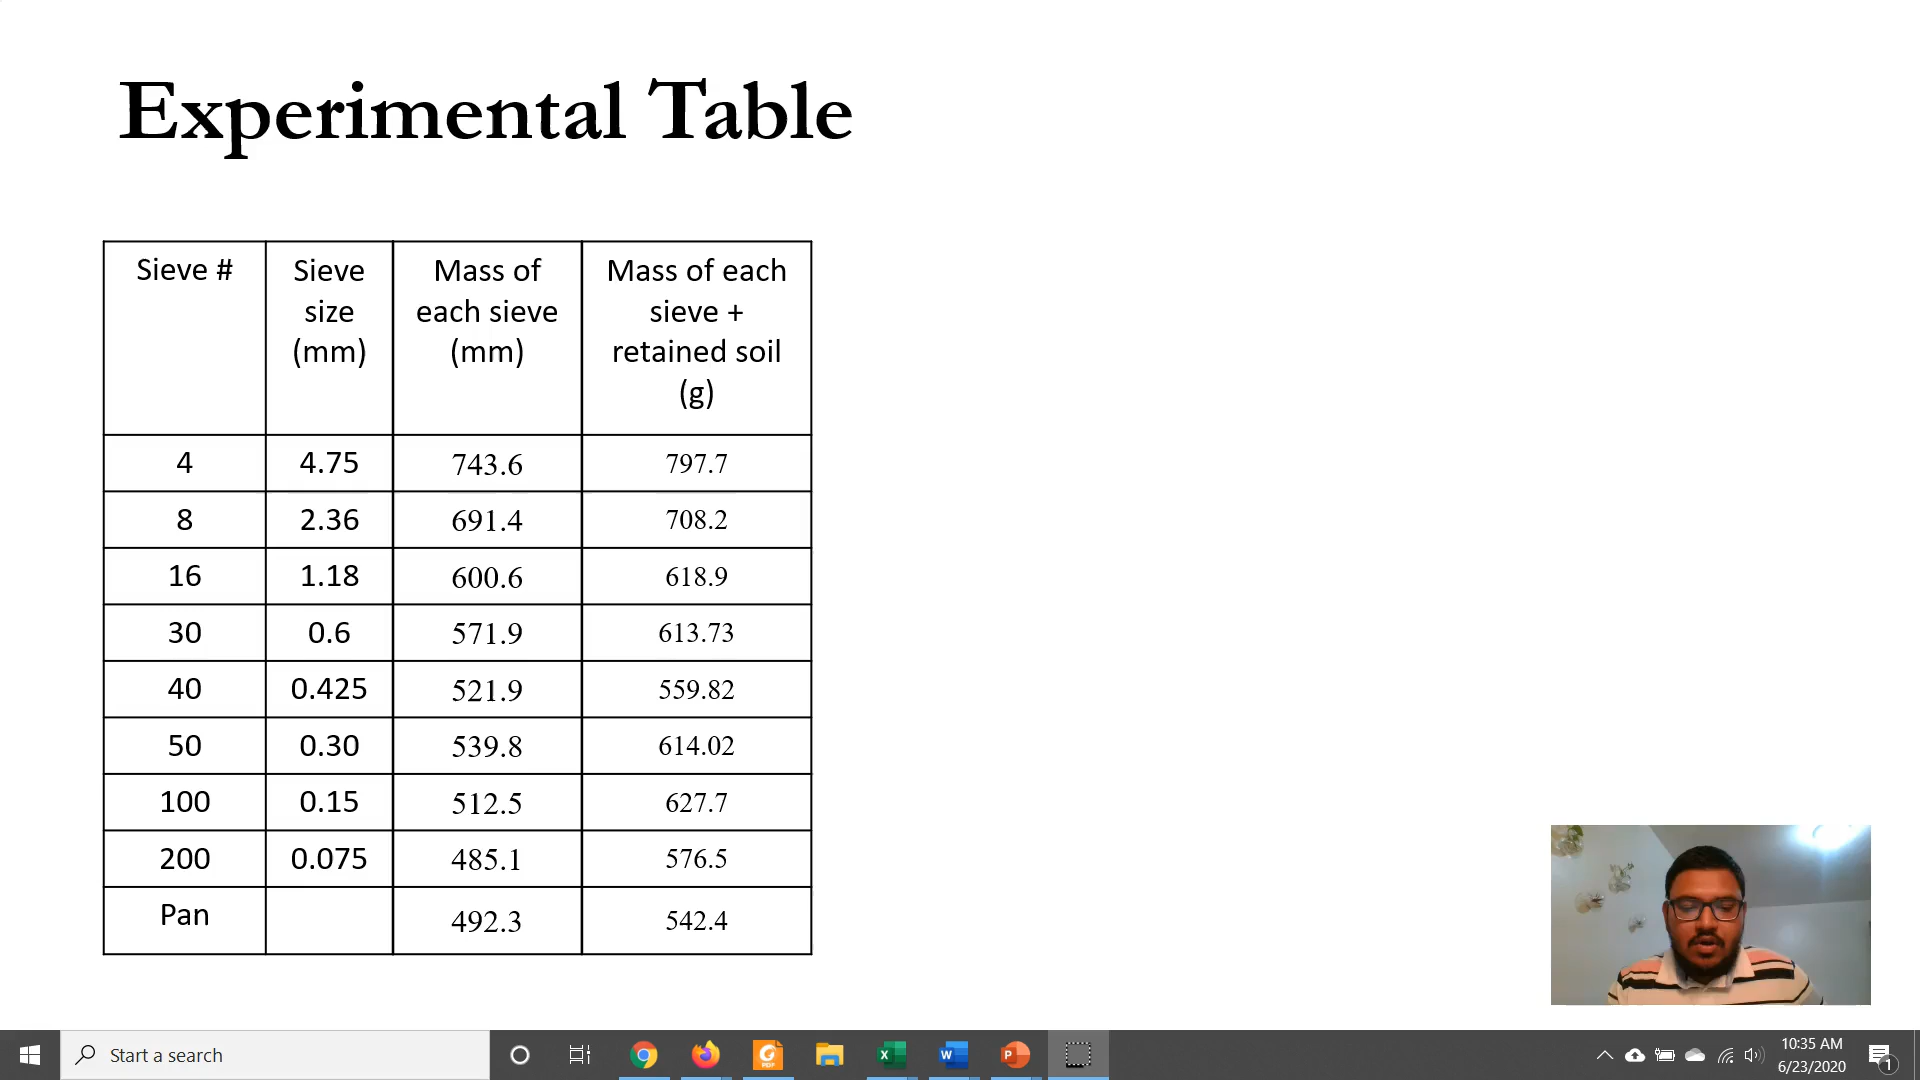 Experimental Table
Sieve #
Sieve
size
(mm)
Mass of
each sieve
(mm)
Mass of each
sieve +
retained soil
(g)
4 4.75 743.6 797.7
8 2.36 691.4 708.2
16 1.18 600.6 618.9
30 0.6 571.9 613.73
40 0.425 521.9 559.82
50 0.30 539.8 614.02
100 0.15 512.5 627.7
200 0.075 485.1 576.5
Pan 492.3 542.4
Start a search
10:35 AM
6/23/2020
1